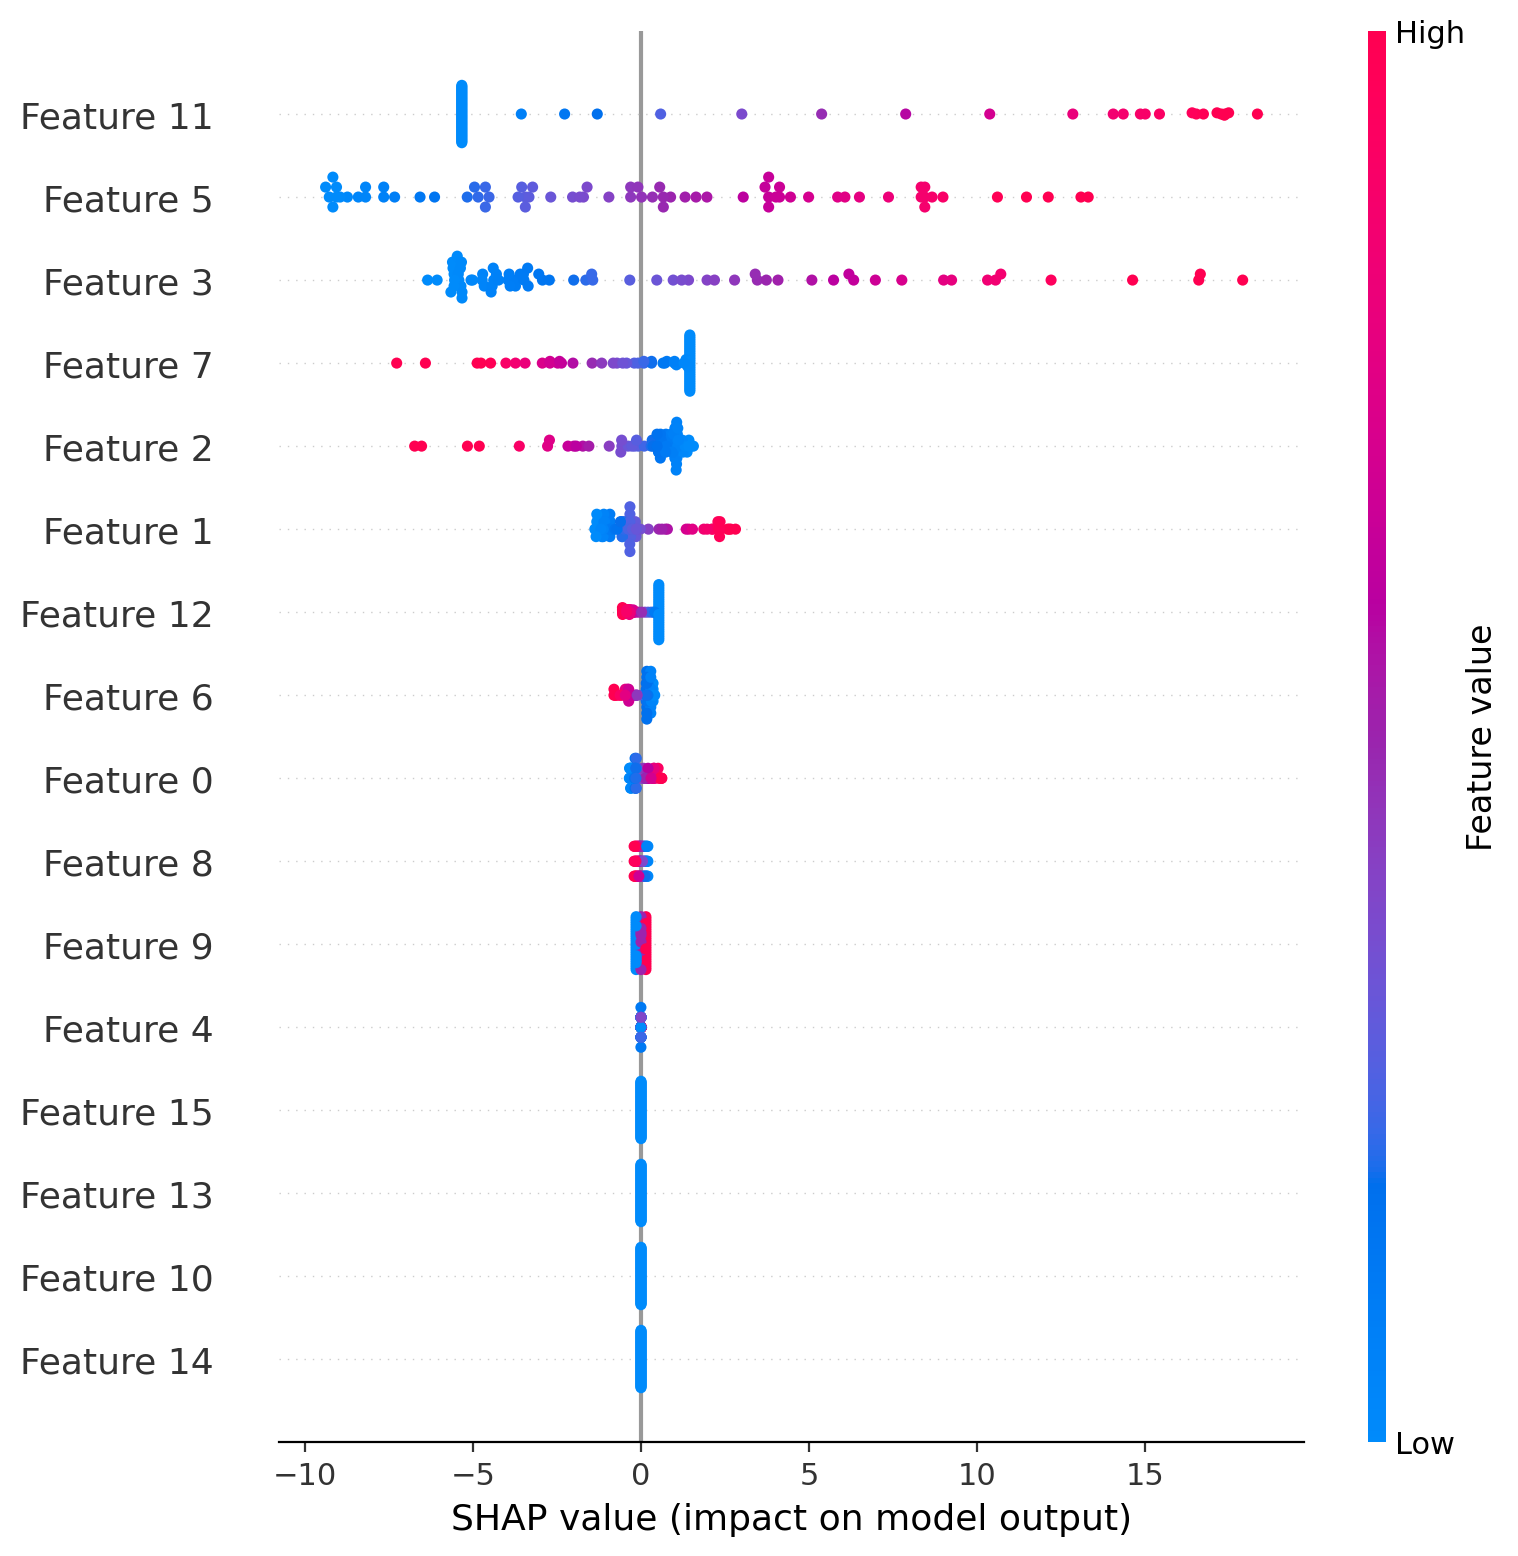 High
Feature 11
Feature 5
Feature 3
Feature 7
Feature 2
Feature 1
Feature 12
Feature 6
Feature 0
Feature 8
Feature 9
Feature 4
Feature 15
Feature 13
Feature 10
Feature 14
Feature value
Low
−10 −5 0 5 10 15
SHAP value (impact on model output)